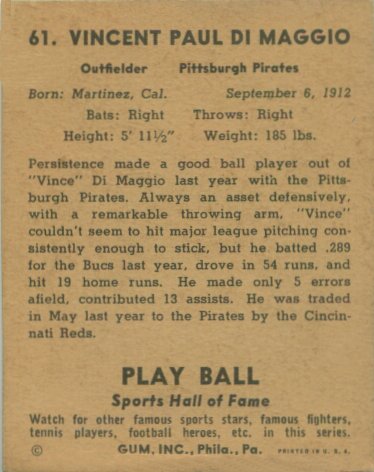 61. VINCENT PAUL DI MAGGIO
Outfielder Pittsburgh Pirates
Born: Martinez, Cal. September 6, 1912
Bats: Right Throws: Right
Height: 5' 11½" Weight: 185 lbs.
Persistence made a good ball player out of
"Vince" Di Maggio last year with the Pitts-
burgh Pirates. Always an asset defensively,
with a remarkable throwing arm, "Vince"
couldn't seem to hit major league pitching con-
sistently enough to stick, but he batted .289
for the Bucs last year, drove in 54 runs, and
hit 19 home runs. He made only 5 errors
afield, contributed 13 assists. He was traded
in May last year to the Pirates by the Cincin-
nati Reds.
PLAY BALL
Sports Hall of Fame
Watch for other famous sports stars, famous fighters,
tennis players, football heroes, etc. in this series.
© GUM, INC., Phila., Pa. PRINTED IN U. S. A.